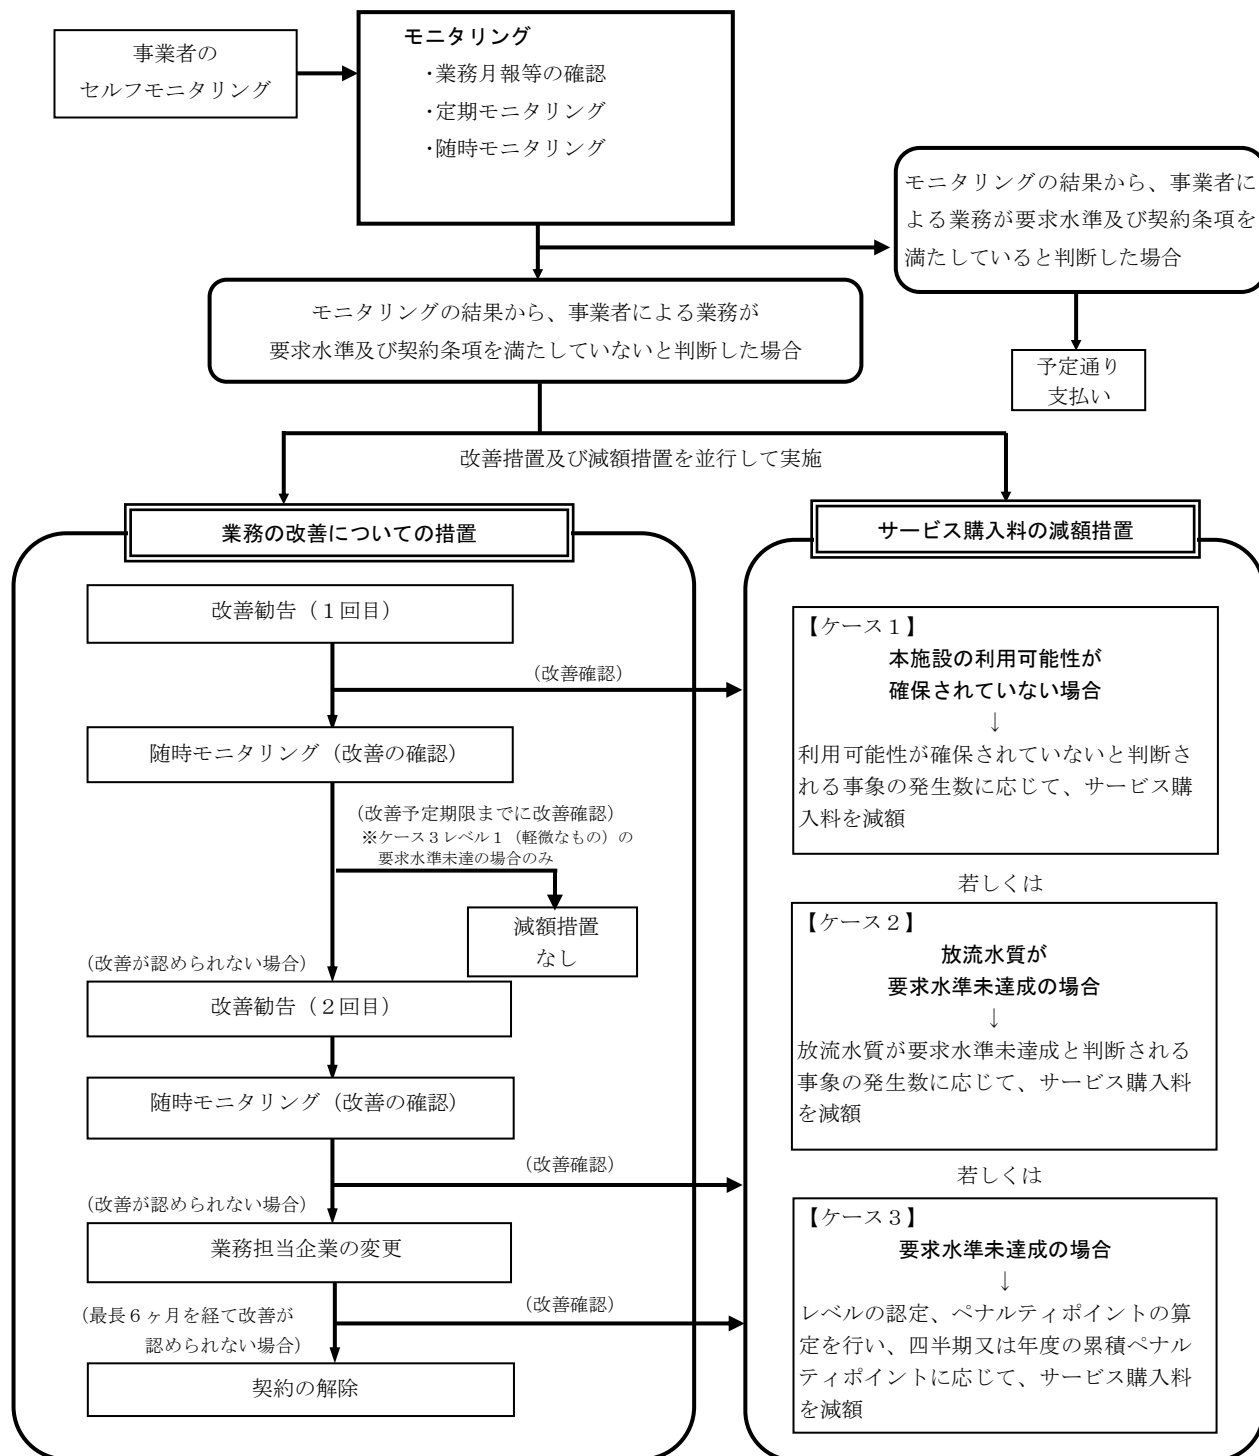 事業者の
セルフモニタリング
モニタリング
・業務月報等の確認
・定期モニタリング
・随時モニタリング
モニタリングの結果から、事業者に
よる業務が要求水準及び契約条項を
満たしていると判断した場合
モニタリングの結果から、事業者による業務が
要求水準及び契約条項を満たしていないと判断した場合
予定通り
支払い
改善措置及び減額措置を並行して実施
業務の改善についての措置
改善勧告（１回目）
（改善確認）
随時モニタリング（改善の確認）
（改善予定期限までに改善確認）
※ケース３レベル１（軽微なもの）の
要求水準未達の場合のみ
減額措置
なし
（改善が認められない場合）
改善勧告（２回目）
随時モニタリング（改善の確認）
（改善確認）
（改善が認められない場合）
業務担当企業の変更
（改善確認）
（最長６ヶ月を経て改善が
認められない場合）
契約の解除
サービス購入料の減額措置
【ケース１】
本施設の利用可能性が
確保されていない場合
↓
利用可能性が確保されていないと判断さ
れる事象の発生数に応じて、サービス購
入料を減額
若しくは
【ケース２】
放流水質が
要求水準未達成の場合
↓
放流水質が要求水準未達成と判断される
事象の発生数に応じて、サービス購入料
を減額
若しくは
【ケース３】
要求水準未達成の場合
↓
レベルの認定、ペナルティポイントの算
定を行い、四半期又は年度の累積ペナル
ティポイントに応じて、サービス購入料
を減額